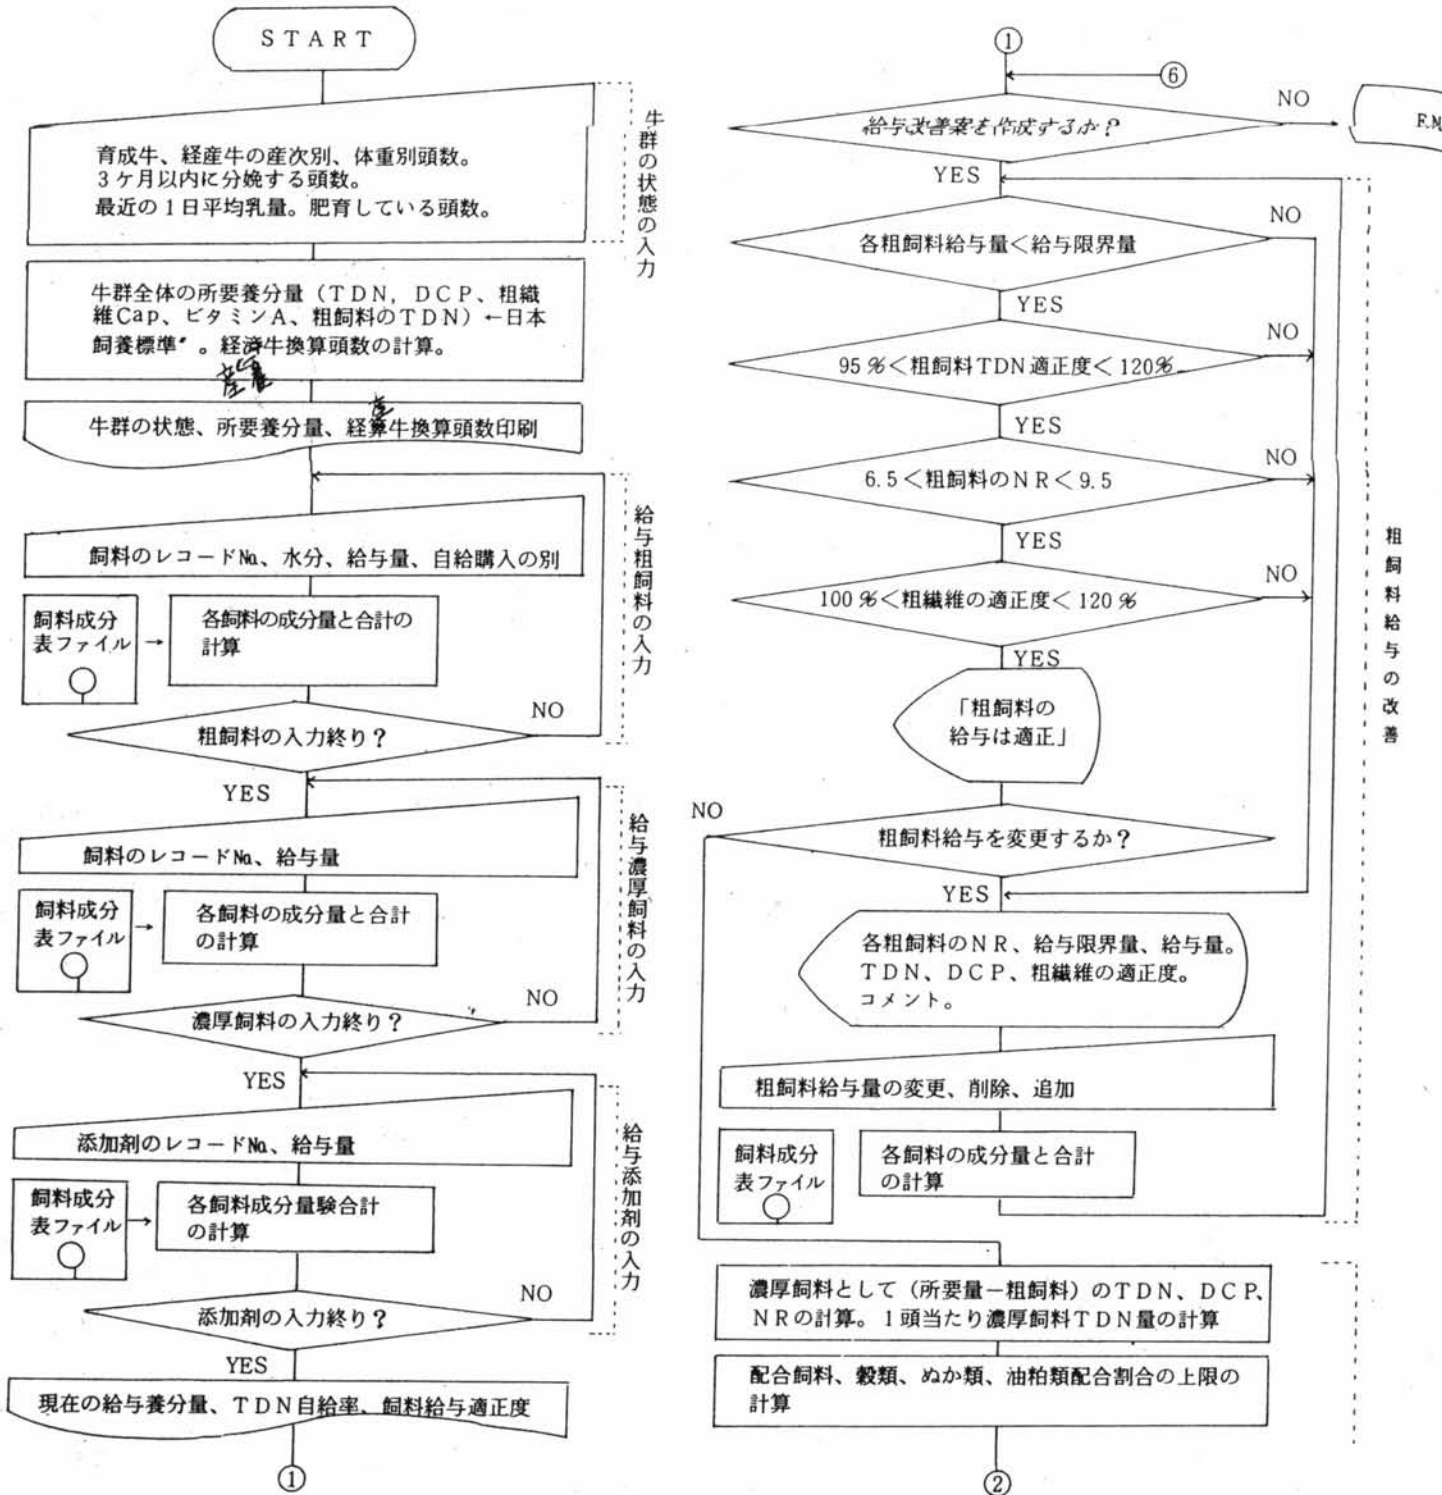 START
育成牛、経産牛の産次別、体重別頭数。
3ケ月以内に分娩する頭数。
最近の1日平均乳量。肥育している頭数。
牛群の状態の入力
牛群全体の所要養分量（TDN, DCP、粗繊
維Cap、ビタミンA、粗飼料のTDN）←日本
飼養標準*。経済牛換算頭数の計算。
産
産
牛群の状態、所要養分量、経算牛換算頭数印刷
飼料のレコードNo、水分、給与量、自給購入の別
飼料成分
表ファイル
各飼料の成分量と合計の
計算
粗飼料の入力終り？
NO
YES
給与粗飼料の入力
飼料のレコードNo、給与量
飼料成分
表ファイル
各飼料の成分量と合計
の計算
濃厚飼料の入力終り？
NO
YES
給与濃厚飼料の入力
添加剤のレコードNo、給与量
飼料成分
表ファイル
各飼料成分量験合計
の計算
添加剤の入力終り？
NO
YES
給与添加剤の入力
現在の給与養分量、TDN自給率、飼料給与適正度
①
①
⑥
給与改善案を作成するか？
NO
YES
各粗飼料給与量＜給与限界量
NO
YES
95％＜粗飼料TDN適正度＜120％
NO
YES
6.5＜粗飼料のNR＜9.5
NO
YES
100％＜粗繊維の適正度＜120％
NO
YES
「粗飼料の
給与は適正」
NO
粗飼料給与を変更するか？
YES
各粗飼料のNR、給与限界量、給与量。
TDN、DCP、粗繊維の適正度。
コメント。
粗飼料給与量の変更、削除、追加
飼料成分
表ファイル
各飼料の成分量と合計
の計算
粗飼料給与の改善
濃厚飼料として（所要量－粗飼料）のTDN、DCP、
NRの計算。1頭当たり濃厚飼料TDN量の計算
配合飼料、穀類、ぬか類、油粕類配合割合の上限の
計算
②